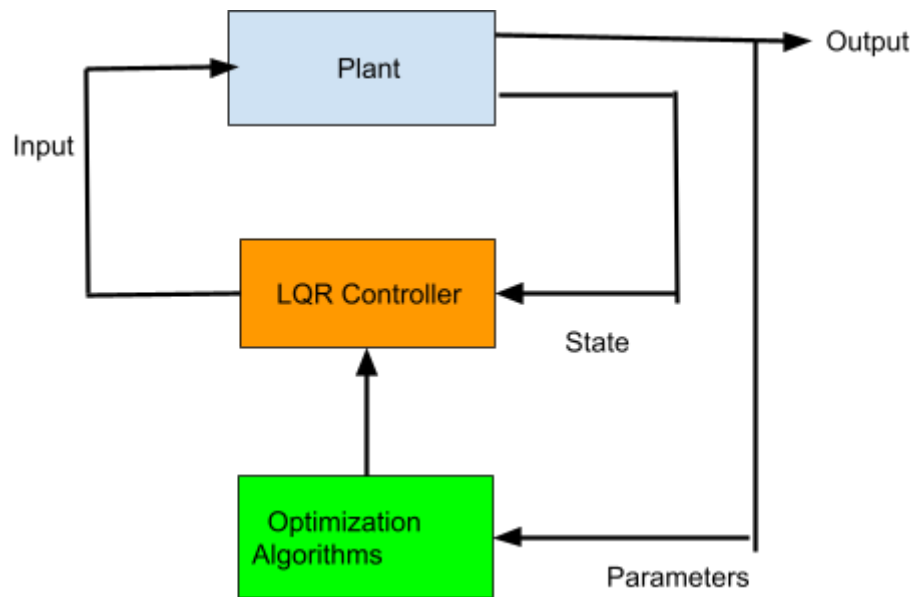 Output
Plant
Input
LQR Controller
State
Optimization
Algorithms
Parameters